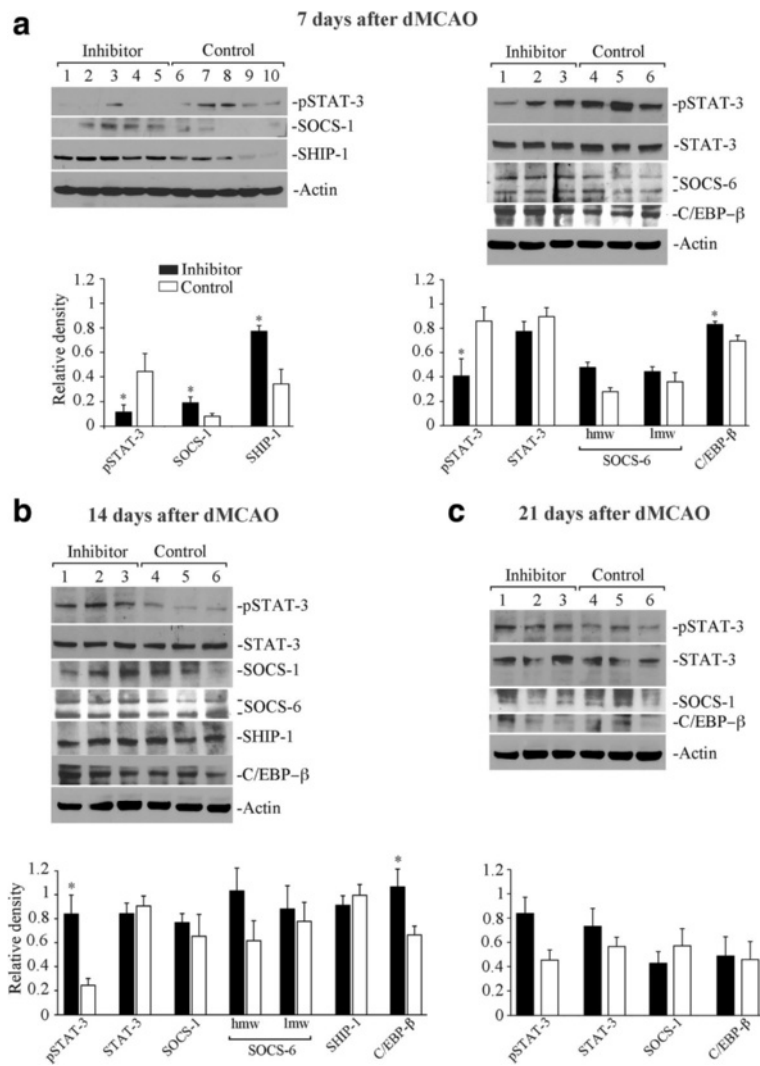 a
7 days after dMCAO
Inhibitor Control
1 2 3 4 5 6 7 8 9 10
-pSTAT-3
-SOCS-1
-SHIP-1
-Actin
Inhibitor Control
1 2 3 4 5 6
-pSTAT-3
-STAT-3
SOCS-6
-C/EBP-β
-Actin
Relative density
1.2
1
0.8
0.6
0.4
0.2
0
Inhibitor
Control
*
*
*
pSTAT-3
SOCS-1
SHIP-1
1.2
1
0.8
0.6
0.4
0.2
0
*
*
pSTAT-3
STAT-3
hmw lmw
SOCS-6
C/EBP-β
b
14 days after dMCAO
Inhibitor Control
1 2 3 4 5 6
-pSTAT-3
-STAT-3
-SOCS-1
SOCS-6
-SHIP-1
-C/EBP-β
-Actin
Relative density
1.2
1
0.8
0.6
0.4
0.2
0
*
*
pSTAT-3
STAT-3
SOCS-1
hmw lmw
SOCS-6
SHIP-1
C/EBP-β
c
21 days after dMCAO
Inhibitor Control
1 2 3 4 5 6
-pSTAT-3
-STAT-3
-SOCS-1
-C/EBP-β
-Actin
1.2
1
0.8
0.6
0.4
0.2
0
pSTAT-3
STAT-3
SOCS-1
C/EBP-β